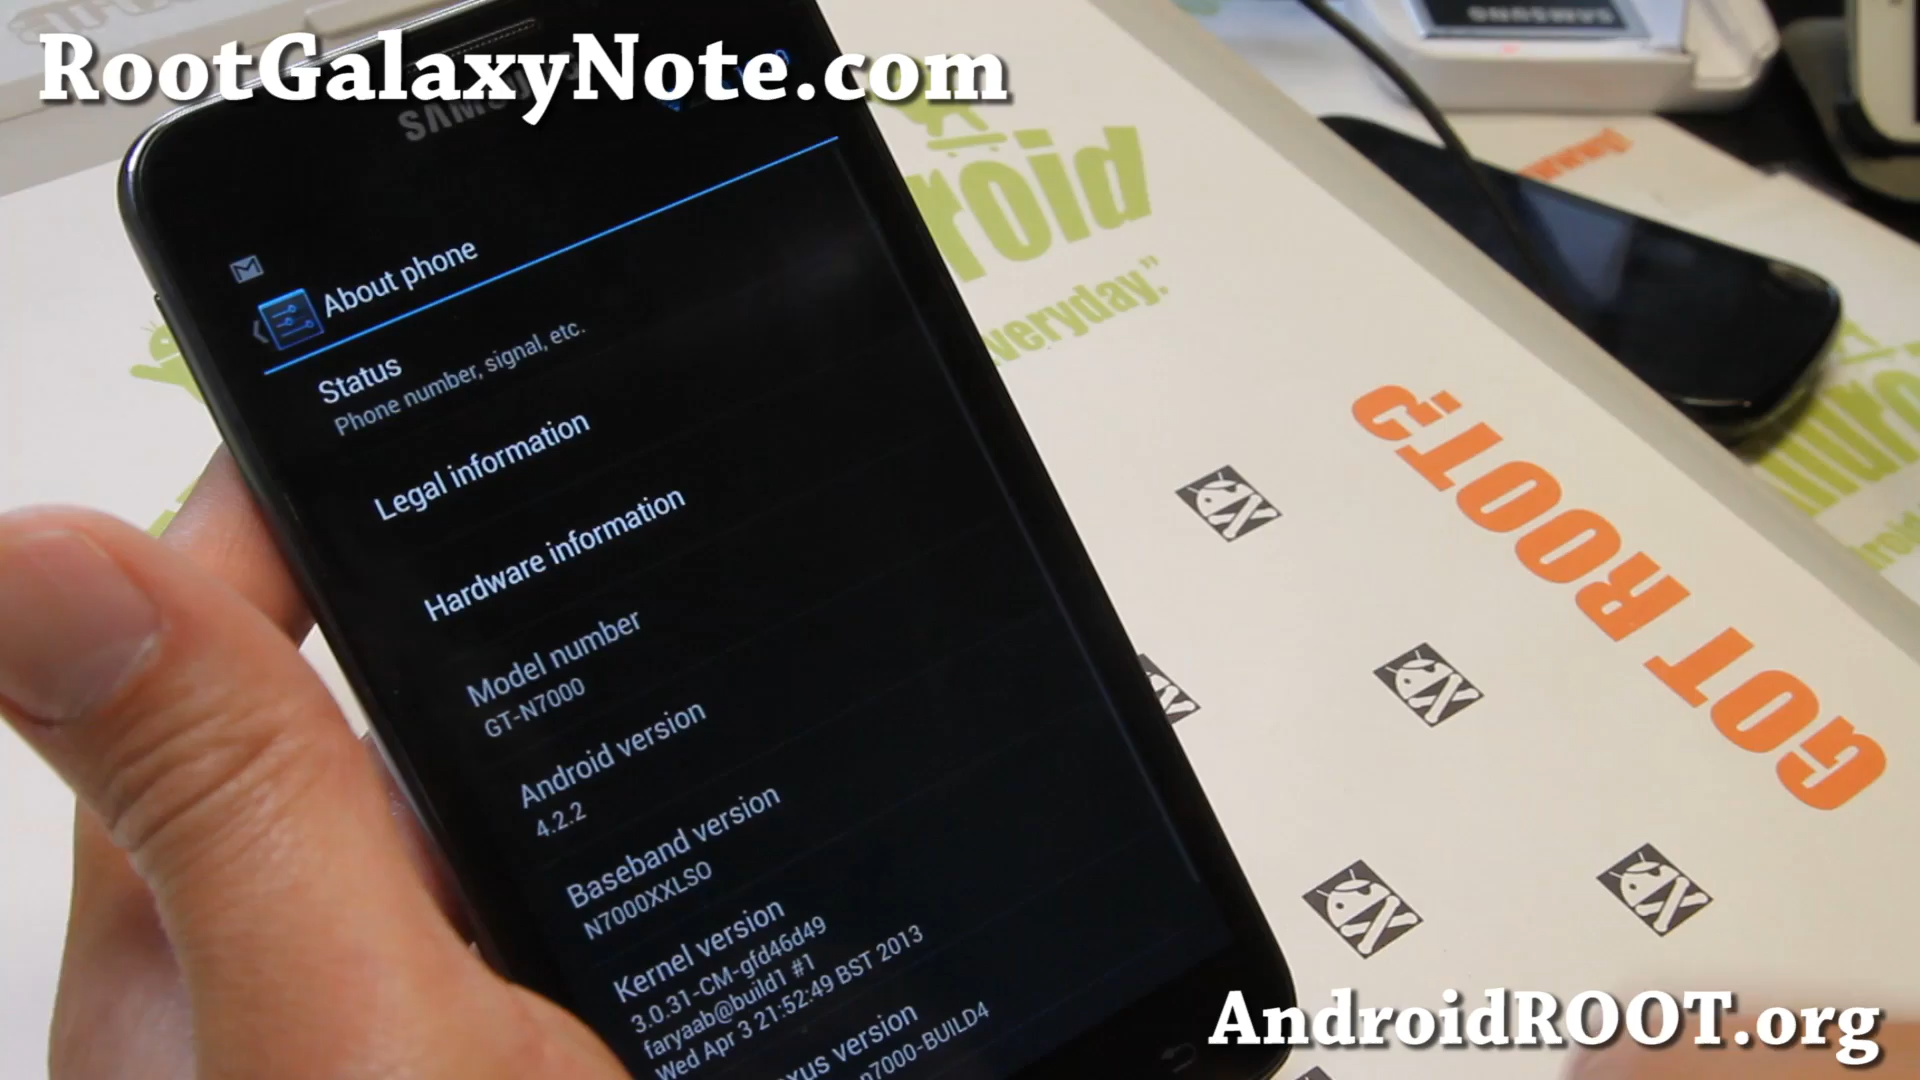 RootGalaxyNote.com
SAMSUNG
About phone
Status
Phone number, signal, etc.
Legal information
Hardware information
Model number
GT-N7000
Android version
4.2.2
Baseband version
N7000XXLSO
Kernel version
3.0.31-CM-gfd46d49
faryaab@build1 #1
Wed Apr 3 21:52:49 BST 2013
version
n7000-BUILD4
SAMSUNG
everyday."
GOT ROOT?
AndroidROOT.org